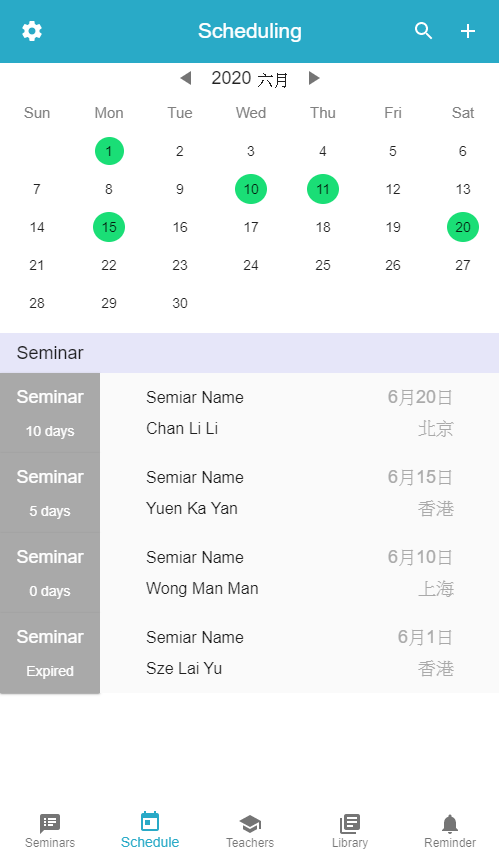 Scheduling
2020 六月
Sun Mon Tue Wed Thu Fri Sat
1 2 3 4 5 6
7 8 9 10 11 12 13
14 15 16 17 18 19 20
21 22 23 24 25 26 27
28 29 30
Seminar
Seminar Semiar Name 6月20日
10 days Chan Li Li 北京
Seminar Semiar Name 6月15日
5 days Yuen Ka Yan 香港
Seminar Semiar Name 6月10日
0 days Wong Man Man 上海
Seminar Semiar Name 6月1日
Expired Sze Lai Yu 香港
Seminars Schedule Teachers Library Reminder